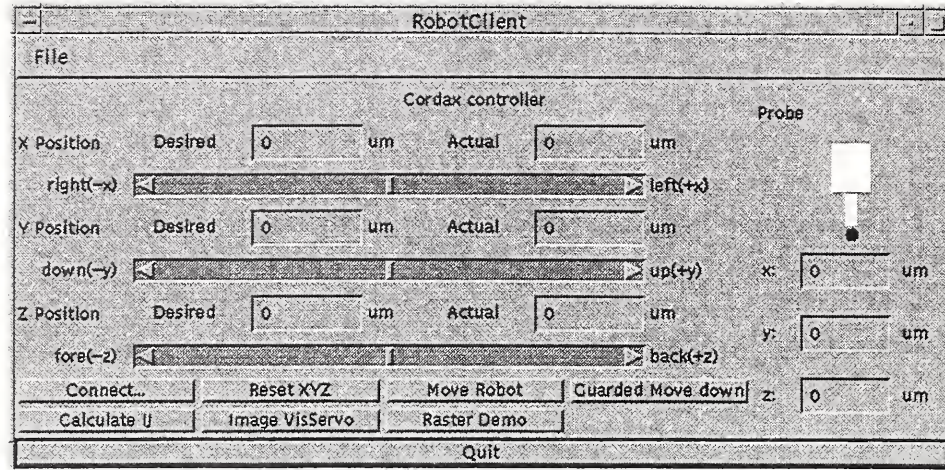 RobotClient
File
Cordax controller
Probe
X Position Desired 0 um Actual 0 um
right(-x) left(+x)
Y Position Desired 0 um Actual 0 um
down(-y) up(+y)
x: 0 um
Z Position Desired 0 um Actual 0 um
y: 0 um
fore(-z) back(+z)
Connect... Reset XYZ Move Robot Guarded Move down
z: 0 um
Calculate IJ Image VisServo Raster Demo
Quit